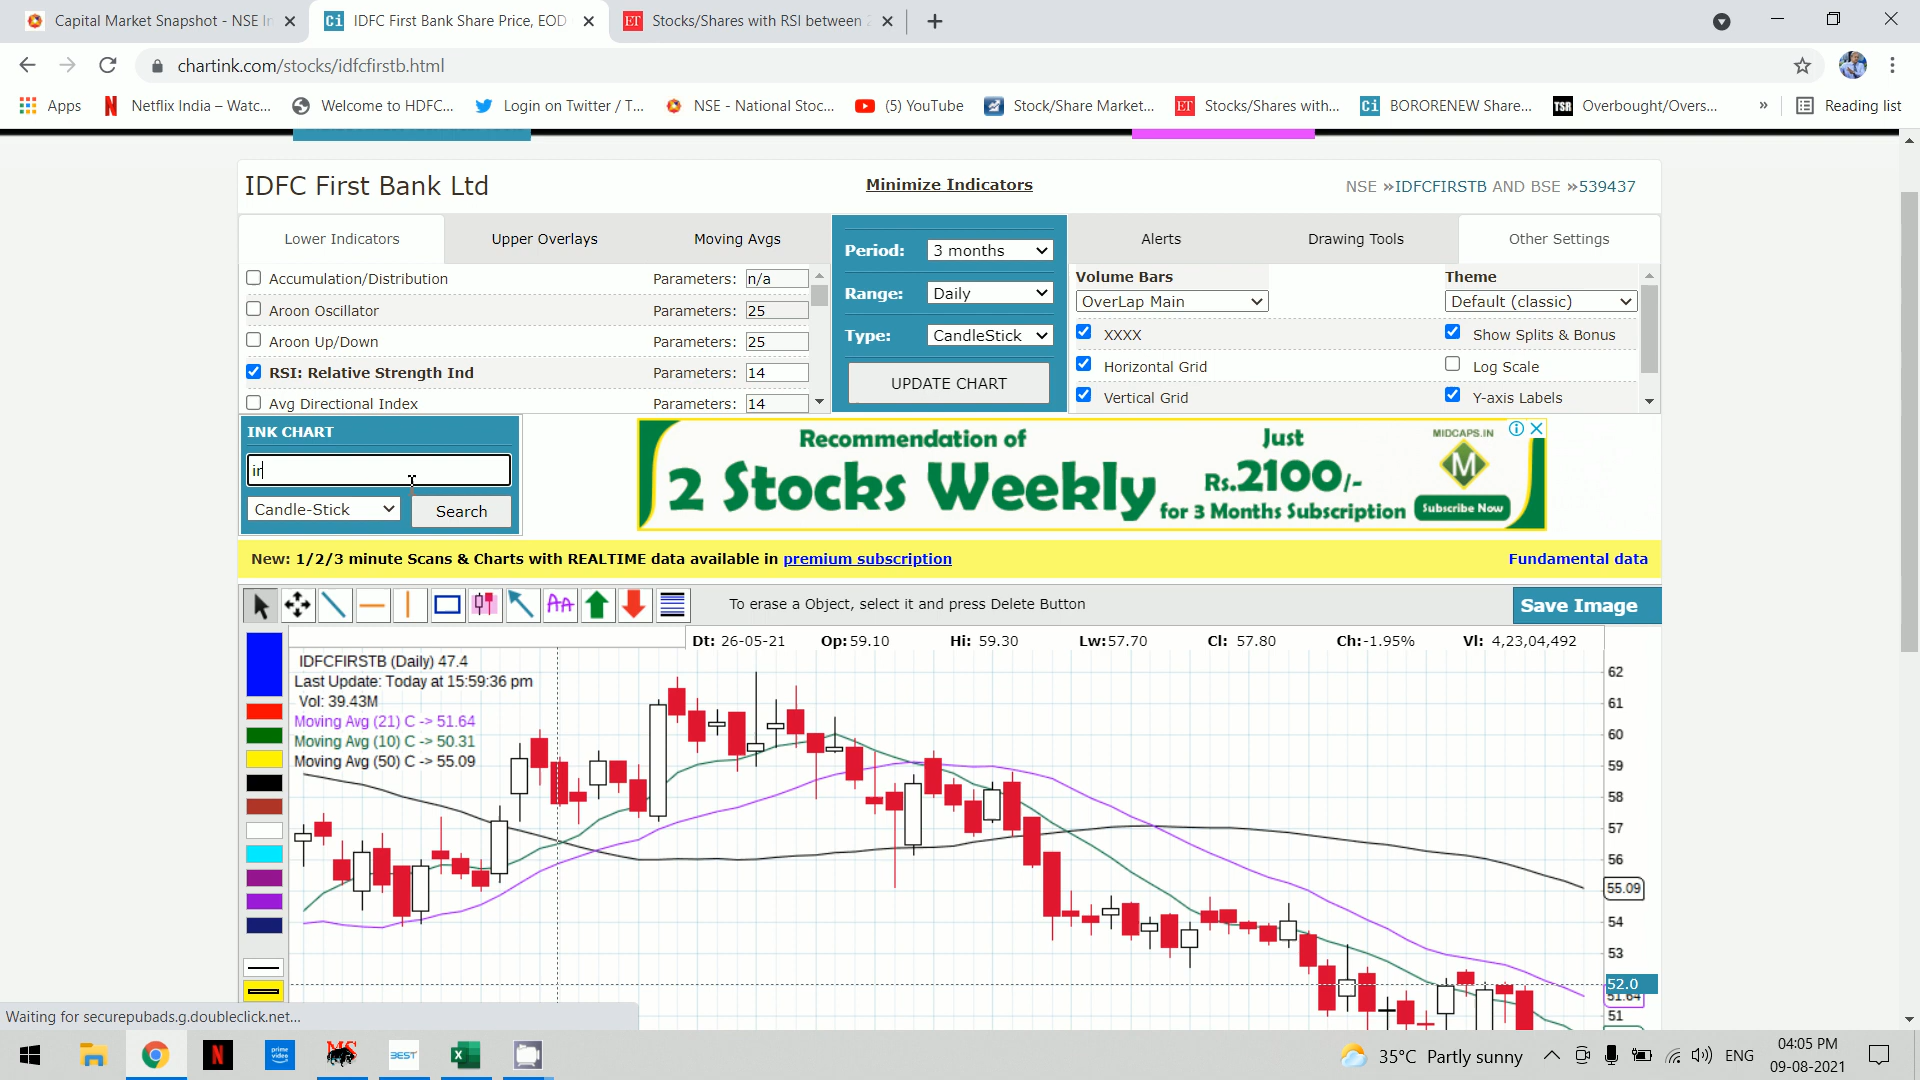 Capital Market Snapshot - NSE In
IDFC First Bank Share Price, EOD
ET Stocks/Shares with RSI between 2
chartink.com/stocks/idfcfirstb.html
Apps
N Netflix India – Watc...
Welcome to HDFC...
Login on Twitter / T...
NSE - National Stoc...
(5) YouTube
Stock/Share Market...
ET Stocks/Shares with...
Ci BORORENEW Share...
TSR Overbought/Overs...
»
Reading list
IDFC First Bank Ltd
Minimize Indicators
NSE »IDFCFIRSTB AND BSE »539437
Lower Indicators
Upper Overlays
Moving Avgs
Accumulation/Distribution Parameters: n/a
Aroon Oscillator Parameters: 25
Aroon Up/Down Parameters: 25
RSI: Relative Strength Ind Parameters: 14
Avg Directional Index Parameters: 14
Period: 3 months
Range: Daily
Type: CandleStick
UPDATE CHART
Alerts
Drawing Tools
Other Settings
Volume Bars
OverLap Main
XXXX
Horizontal Grid
Vertical Grid
Theme
Default (classic)
Show Splits & Bonus
Log Scale
Y-axis Labels
INK CHART
ir
Candle-Stick
Search
Recommendation of
2 Stocks Weekly
Just
Rs.2100/-
for 3 Months Subscription
MIDCAPS.IN
M
Subscribe Now
New: 1/2/3 minute Scans & Charts with REALTIME data available in premium subscription
Fundamental data
AA
To erase a Object, select it and press Delete Button
Save Image
Dt: 26-05-21 Op:59.10 Hi: 59.30 Lw:57.70 Cl: 57.80 Ch:-1.95% Vl: 4,23,04,492
IDFCFIRSTB (Daily) 47.4
Last Update: Today at 15:59:36 pm
Vol: 39.43M
Moving Avg (21) C -> 51.64
Moving Avg (10) C -> 50.31
Moving Avg (50) C -> 55.09
62
61
60
59
58
57
56
55.09
54
53
52.0
51.64
51
Waiting for securepubads.g.doubleclick.net...
N
prime video
MS
BEST
35°C Partly sunny
ENG
04:05 PM
09-08-2021